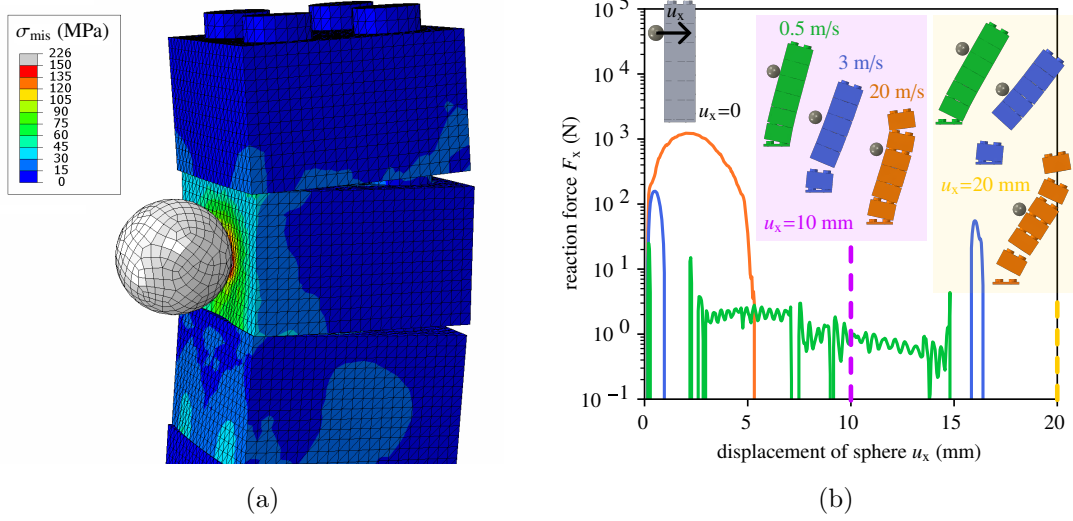 σmis (MPa)
226
150
135
120
105
90
75
60
45
30
15
0
(a)
reaction force Fx (N)
10^5
10^4
10^3
10^2
10^1
10^0
10^-1
ux
ux=0
0.5 m/s
3 m/s
20 m/s
ux=10 mm
ux=20 mm
0
5
10
15
20
displacement of sphere ux (mm)
(b)